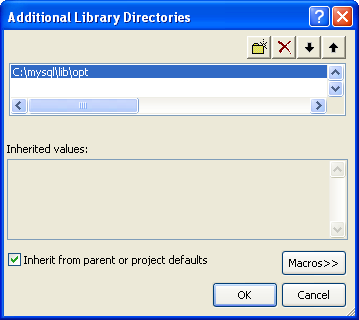 Additional Library Directories
C:\mysql\lib\opt
Inherited values:
Inherit from parent or project defaults
Macros>>
OK
Cancel